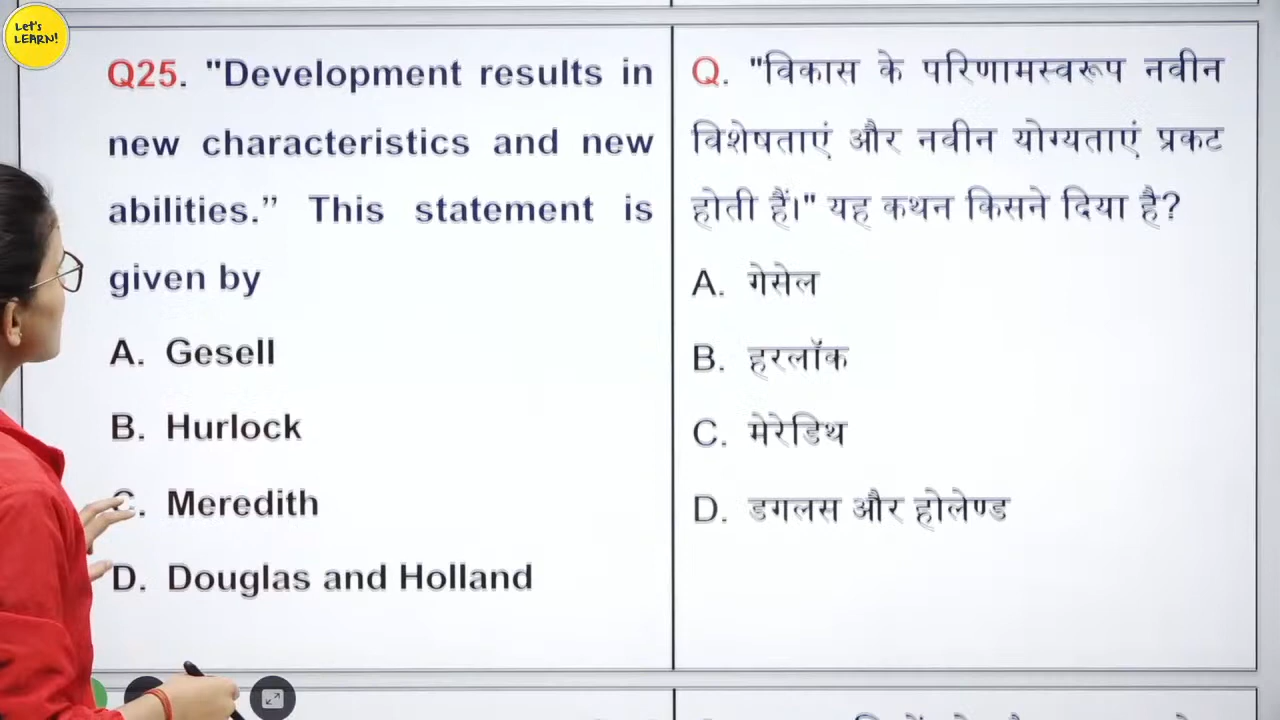 Let's
LEARN!
Q25. "Development results in
new characteristics and new
abilities.” This statement is
given by
A. Gesell
B. Hurlock
C. Meredith
D. Douglas and Holland
Q. "विकास के परिणामस्वरूप नवीन
विशेषताएं और नवीन योग्यताएं प्रकट
होती हैं।" यह कथन किसने दिया है?
A. गेसेल
B. हरलॉक
C. मेरेडिथ
D. डगलस और होलेण्ड